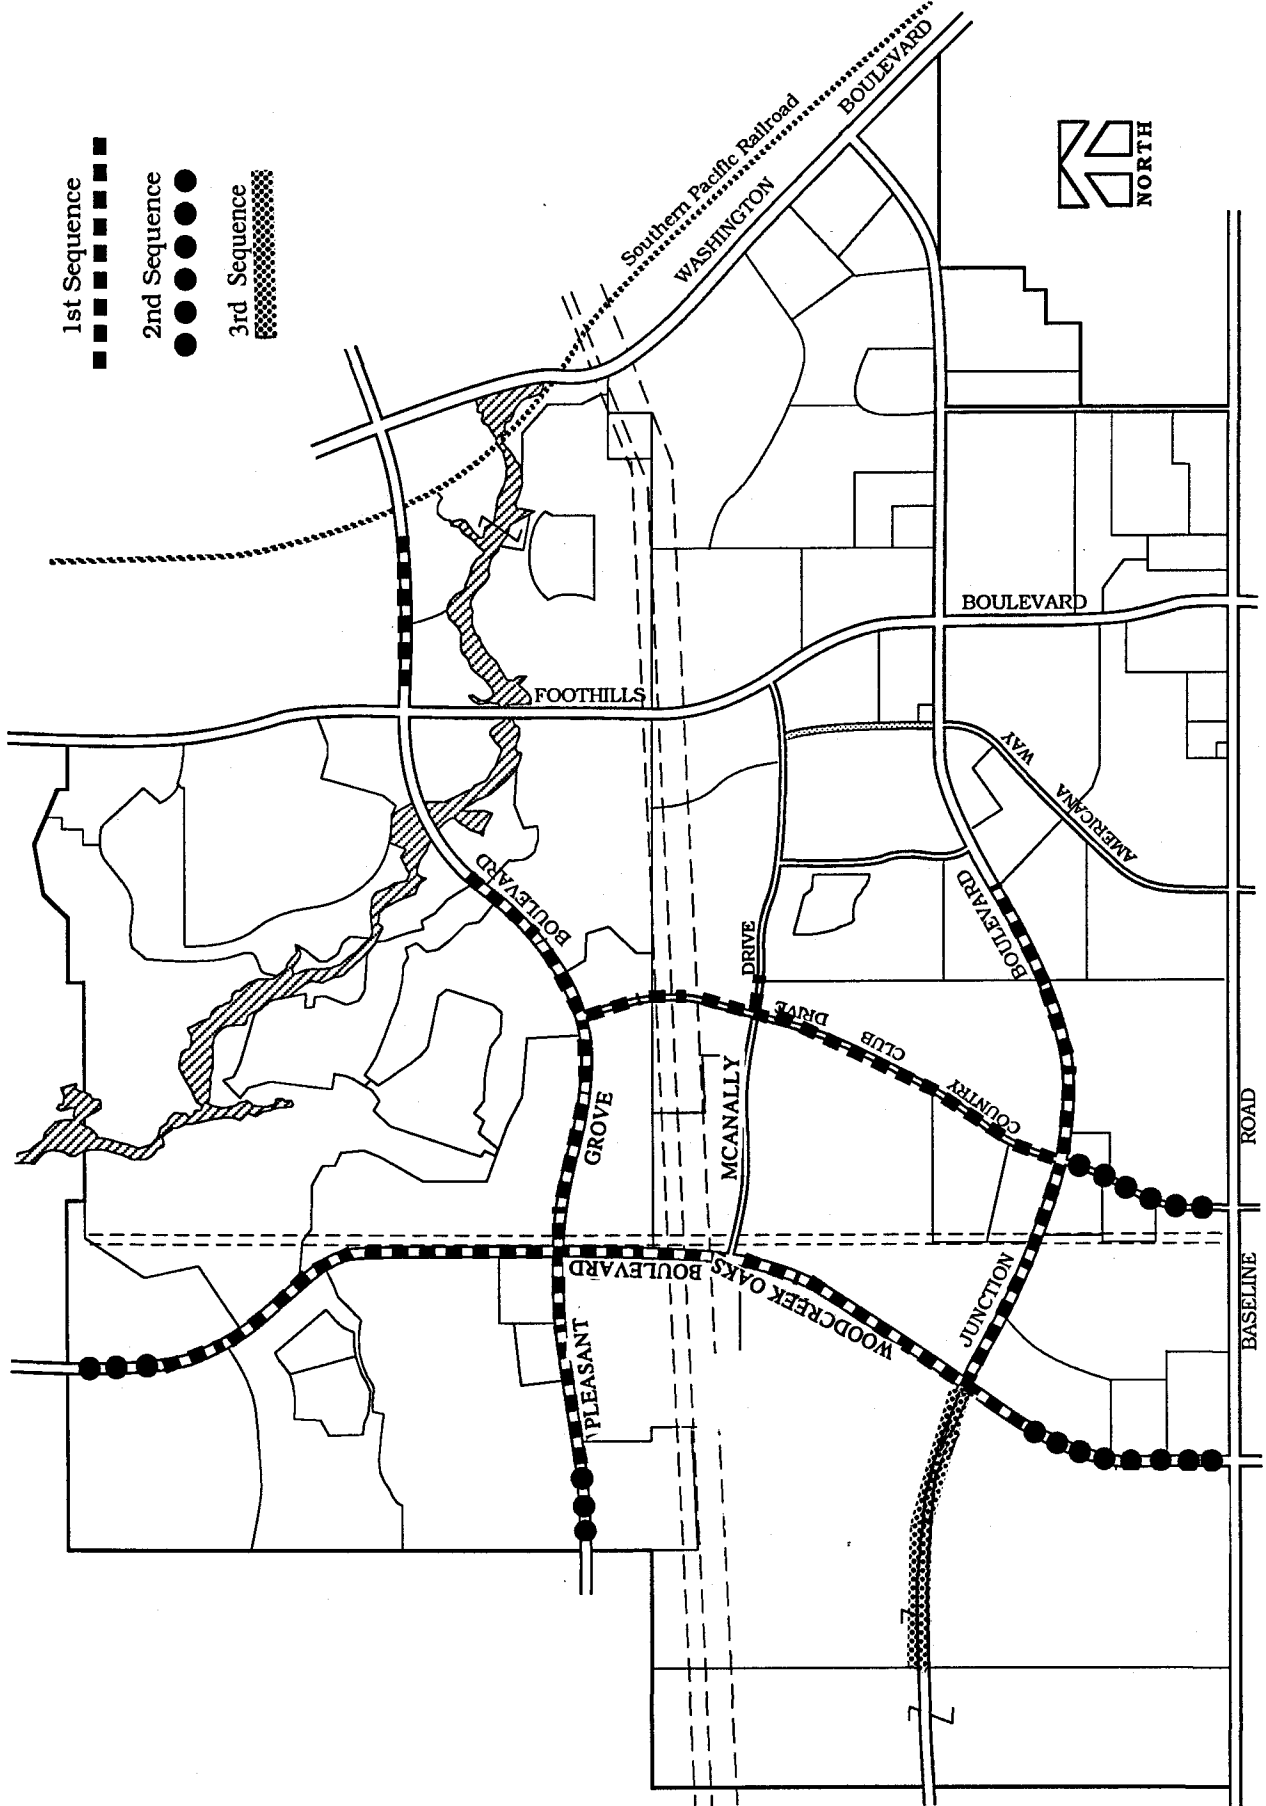 1st Sequence
2nd Sequence
3rd Sequence
Southern Pacific Railroad
WASHINGTON
BOULEVARD
NORTH
FOOTHILLS
BOULEVARD
AMERICANA
WAY
PLEASANT
GROVE
BOULEVARD
MCANALLY
DRIVE
COUNTRY
CLUB
DRIVE
WOODCREEK OAKS
BOULEVARD
JUNCTION
BOULEVARD
BASELINE
ROAD